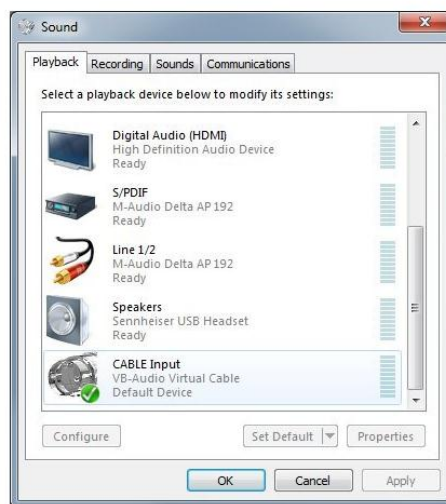 Sound
Playback Recording Sounds Communications
Select a playback device below to modify its settings:
Digital Audio (HDMI)
High Definition Audio Device
Ready
S/PDIF
M-Audio Delta AP 192
Ready
Line 1/2
M-Audio Delta AP 192
Ready
Speakers
Sennheiser USB Headset
Ready
CABLE Input
VB-Audio Virtual Cable
Default Device
Configure Set Default Properties
OK Cancel Apply